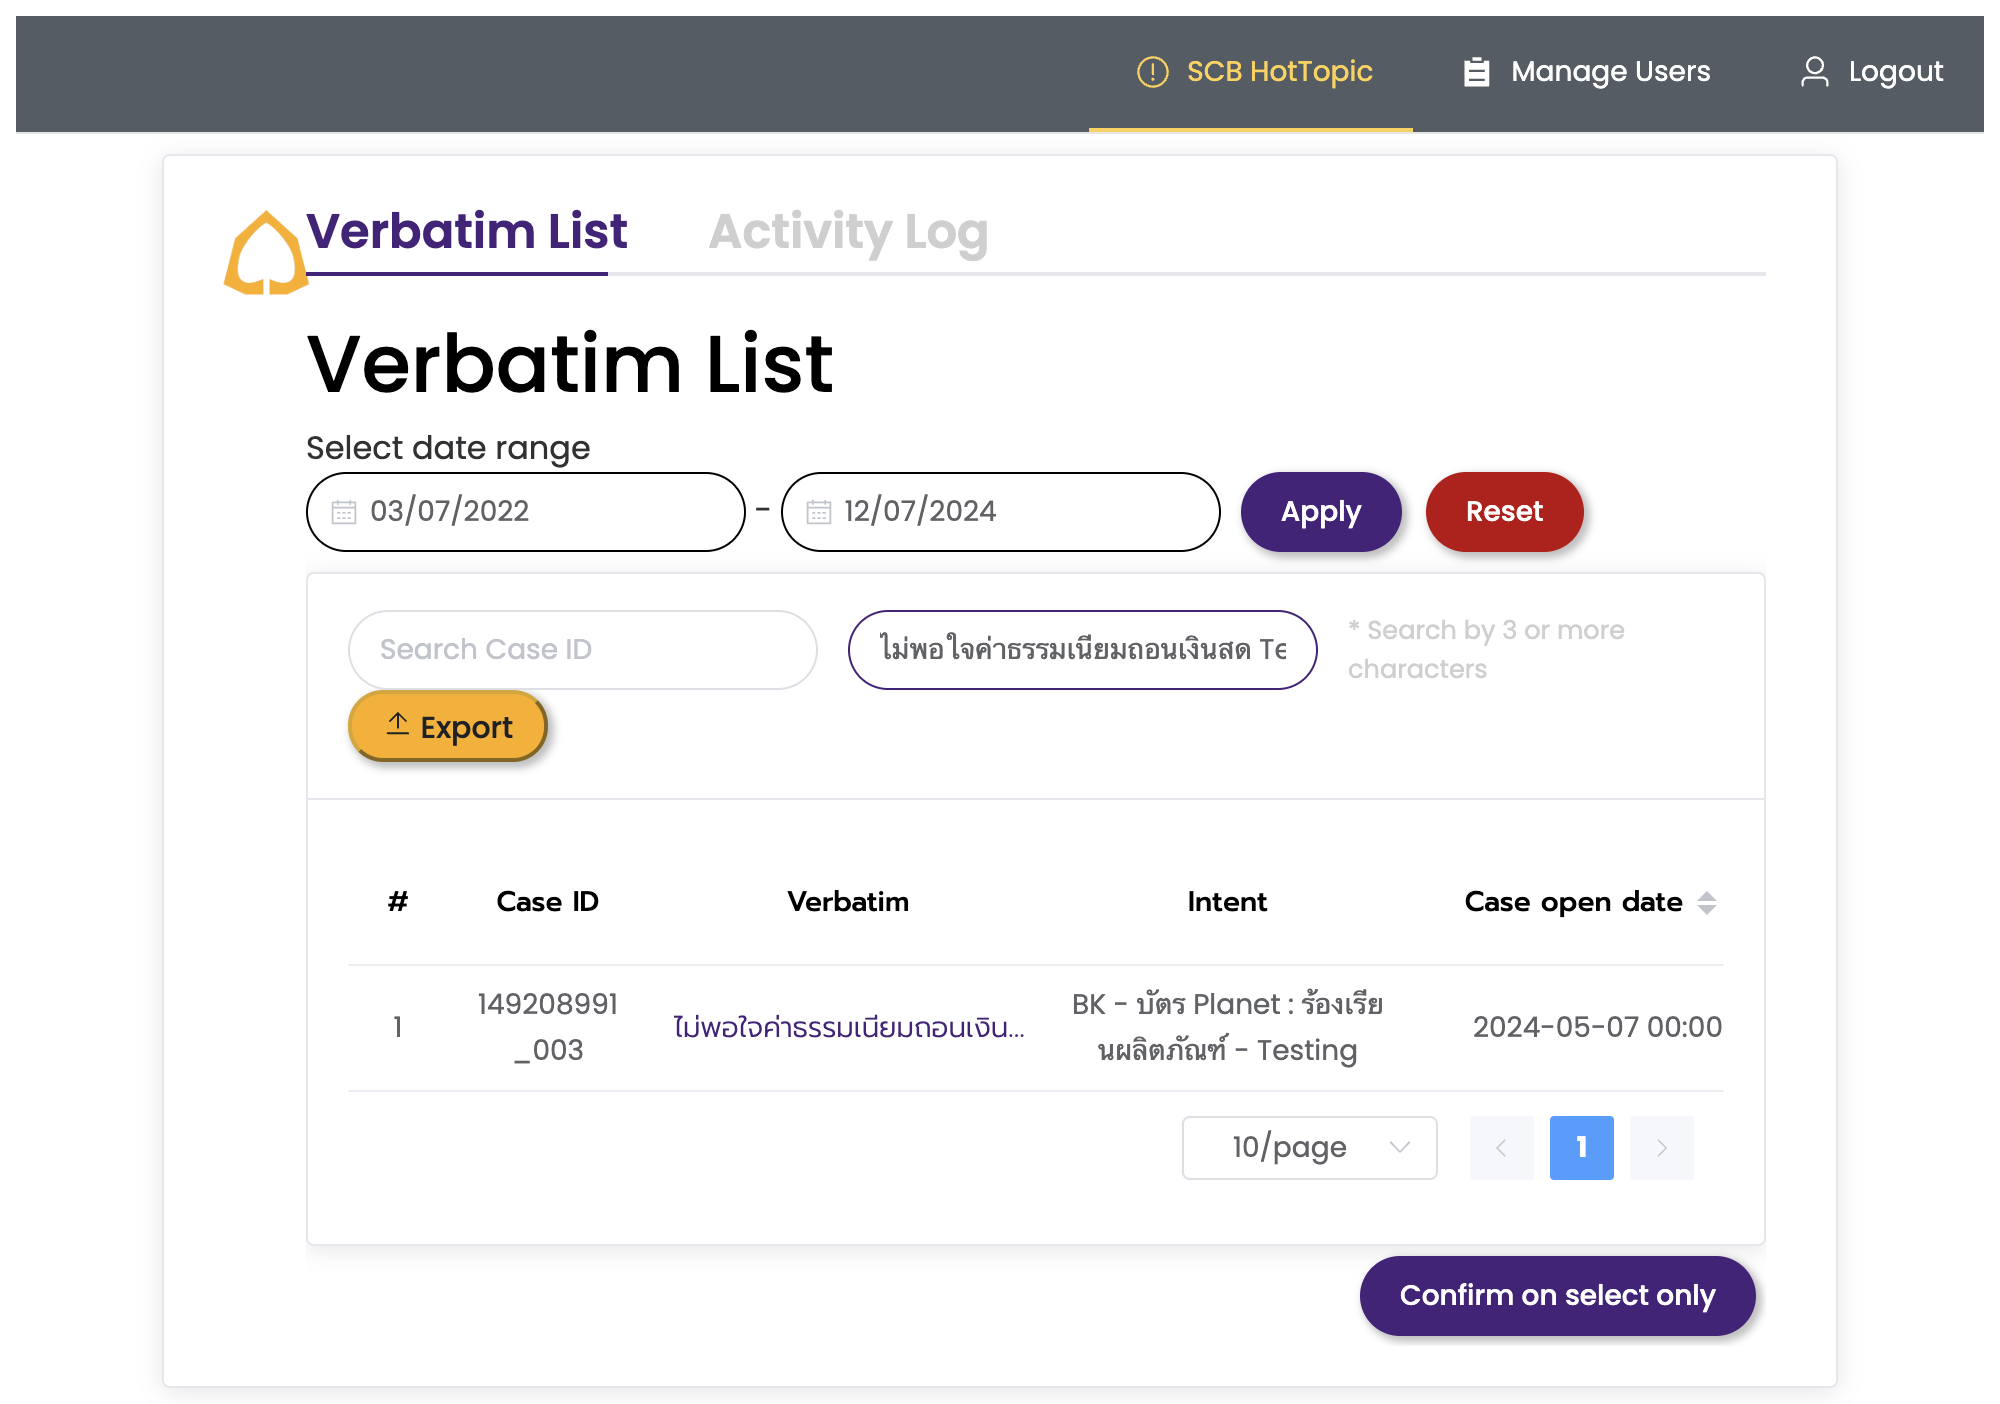 SCB HotTopic Manage Users Logout
Verbatim List Activity Log
Verbatim List
Select date range
03/07/2022 - 12/07/2024 Apply Reset
Search Case ID ไม่พอใจค่าธรรมเนียมถอนเงินสด Te * Search by 3 or more
characters
Export
# Case ID Verbatim Intent Case open date
149208991 BK - บัตร Planet : ร้องเรีย
1 ไม่พอใจค่าธรรมเนียมถอนเงิน... 2024-05-07 00:00
_003 นผลิตภัณฑ์ - Testing
10/page 1
Confirm on select only